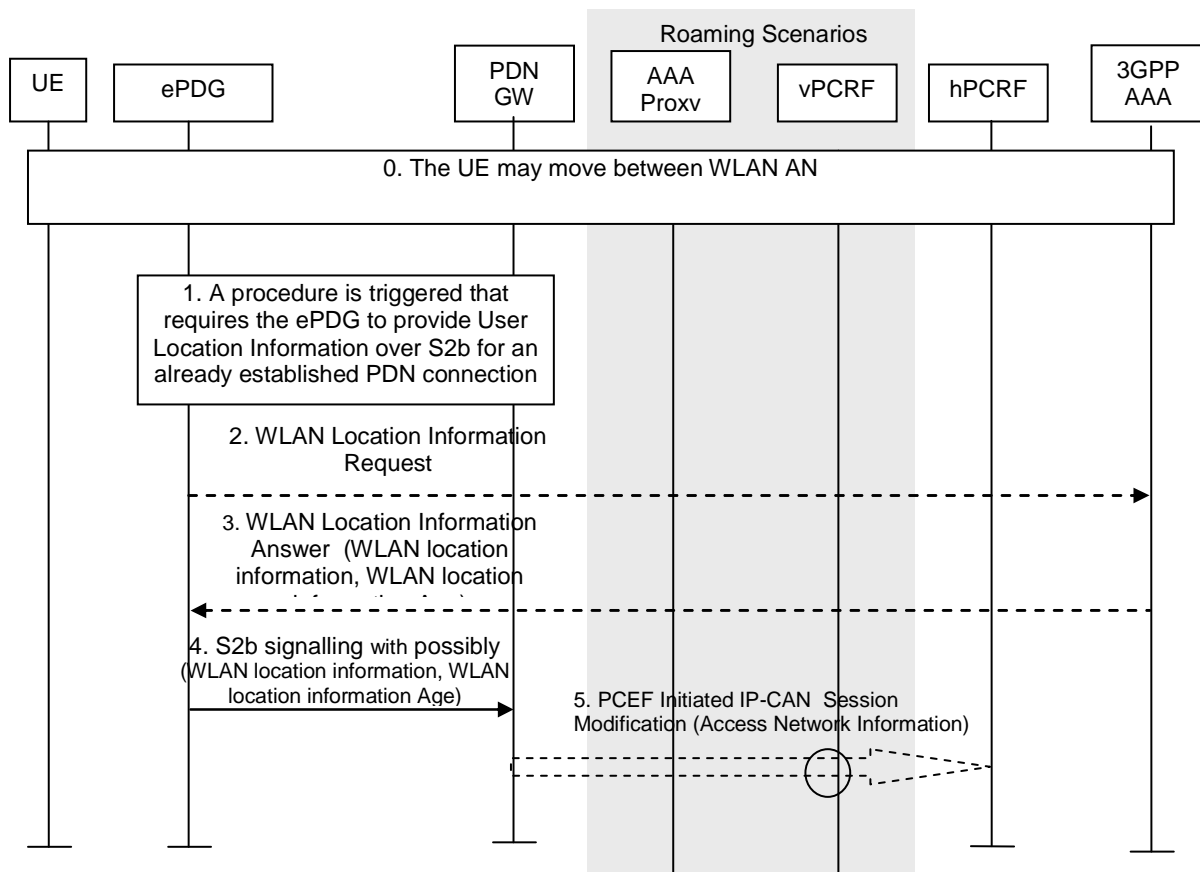 Roaming Scenarios
UE
ePDG
PDN
GW
AAA
Proxv
vPCRF
hPCRF
3GPP
AAA
0. The UE may move between WLAN AN
1. A procedure is triggered that
requires the ePDG to provide User
Location Information over S2b for an
already established PDN connection
2. WLAN Location Information
Request
3. WLAN Location Information
Answer (WLAN location
information, WLAN location
4. S2b signalling with possibly
(WLAN location information, WLAN
location information Age)
5. PCEF Initiated IP-CAN Session
Modification (Access Network Information)